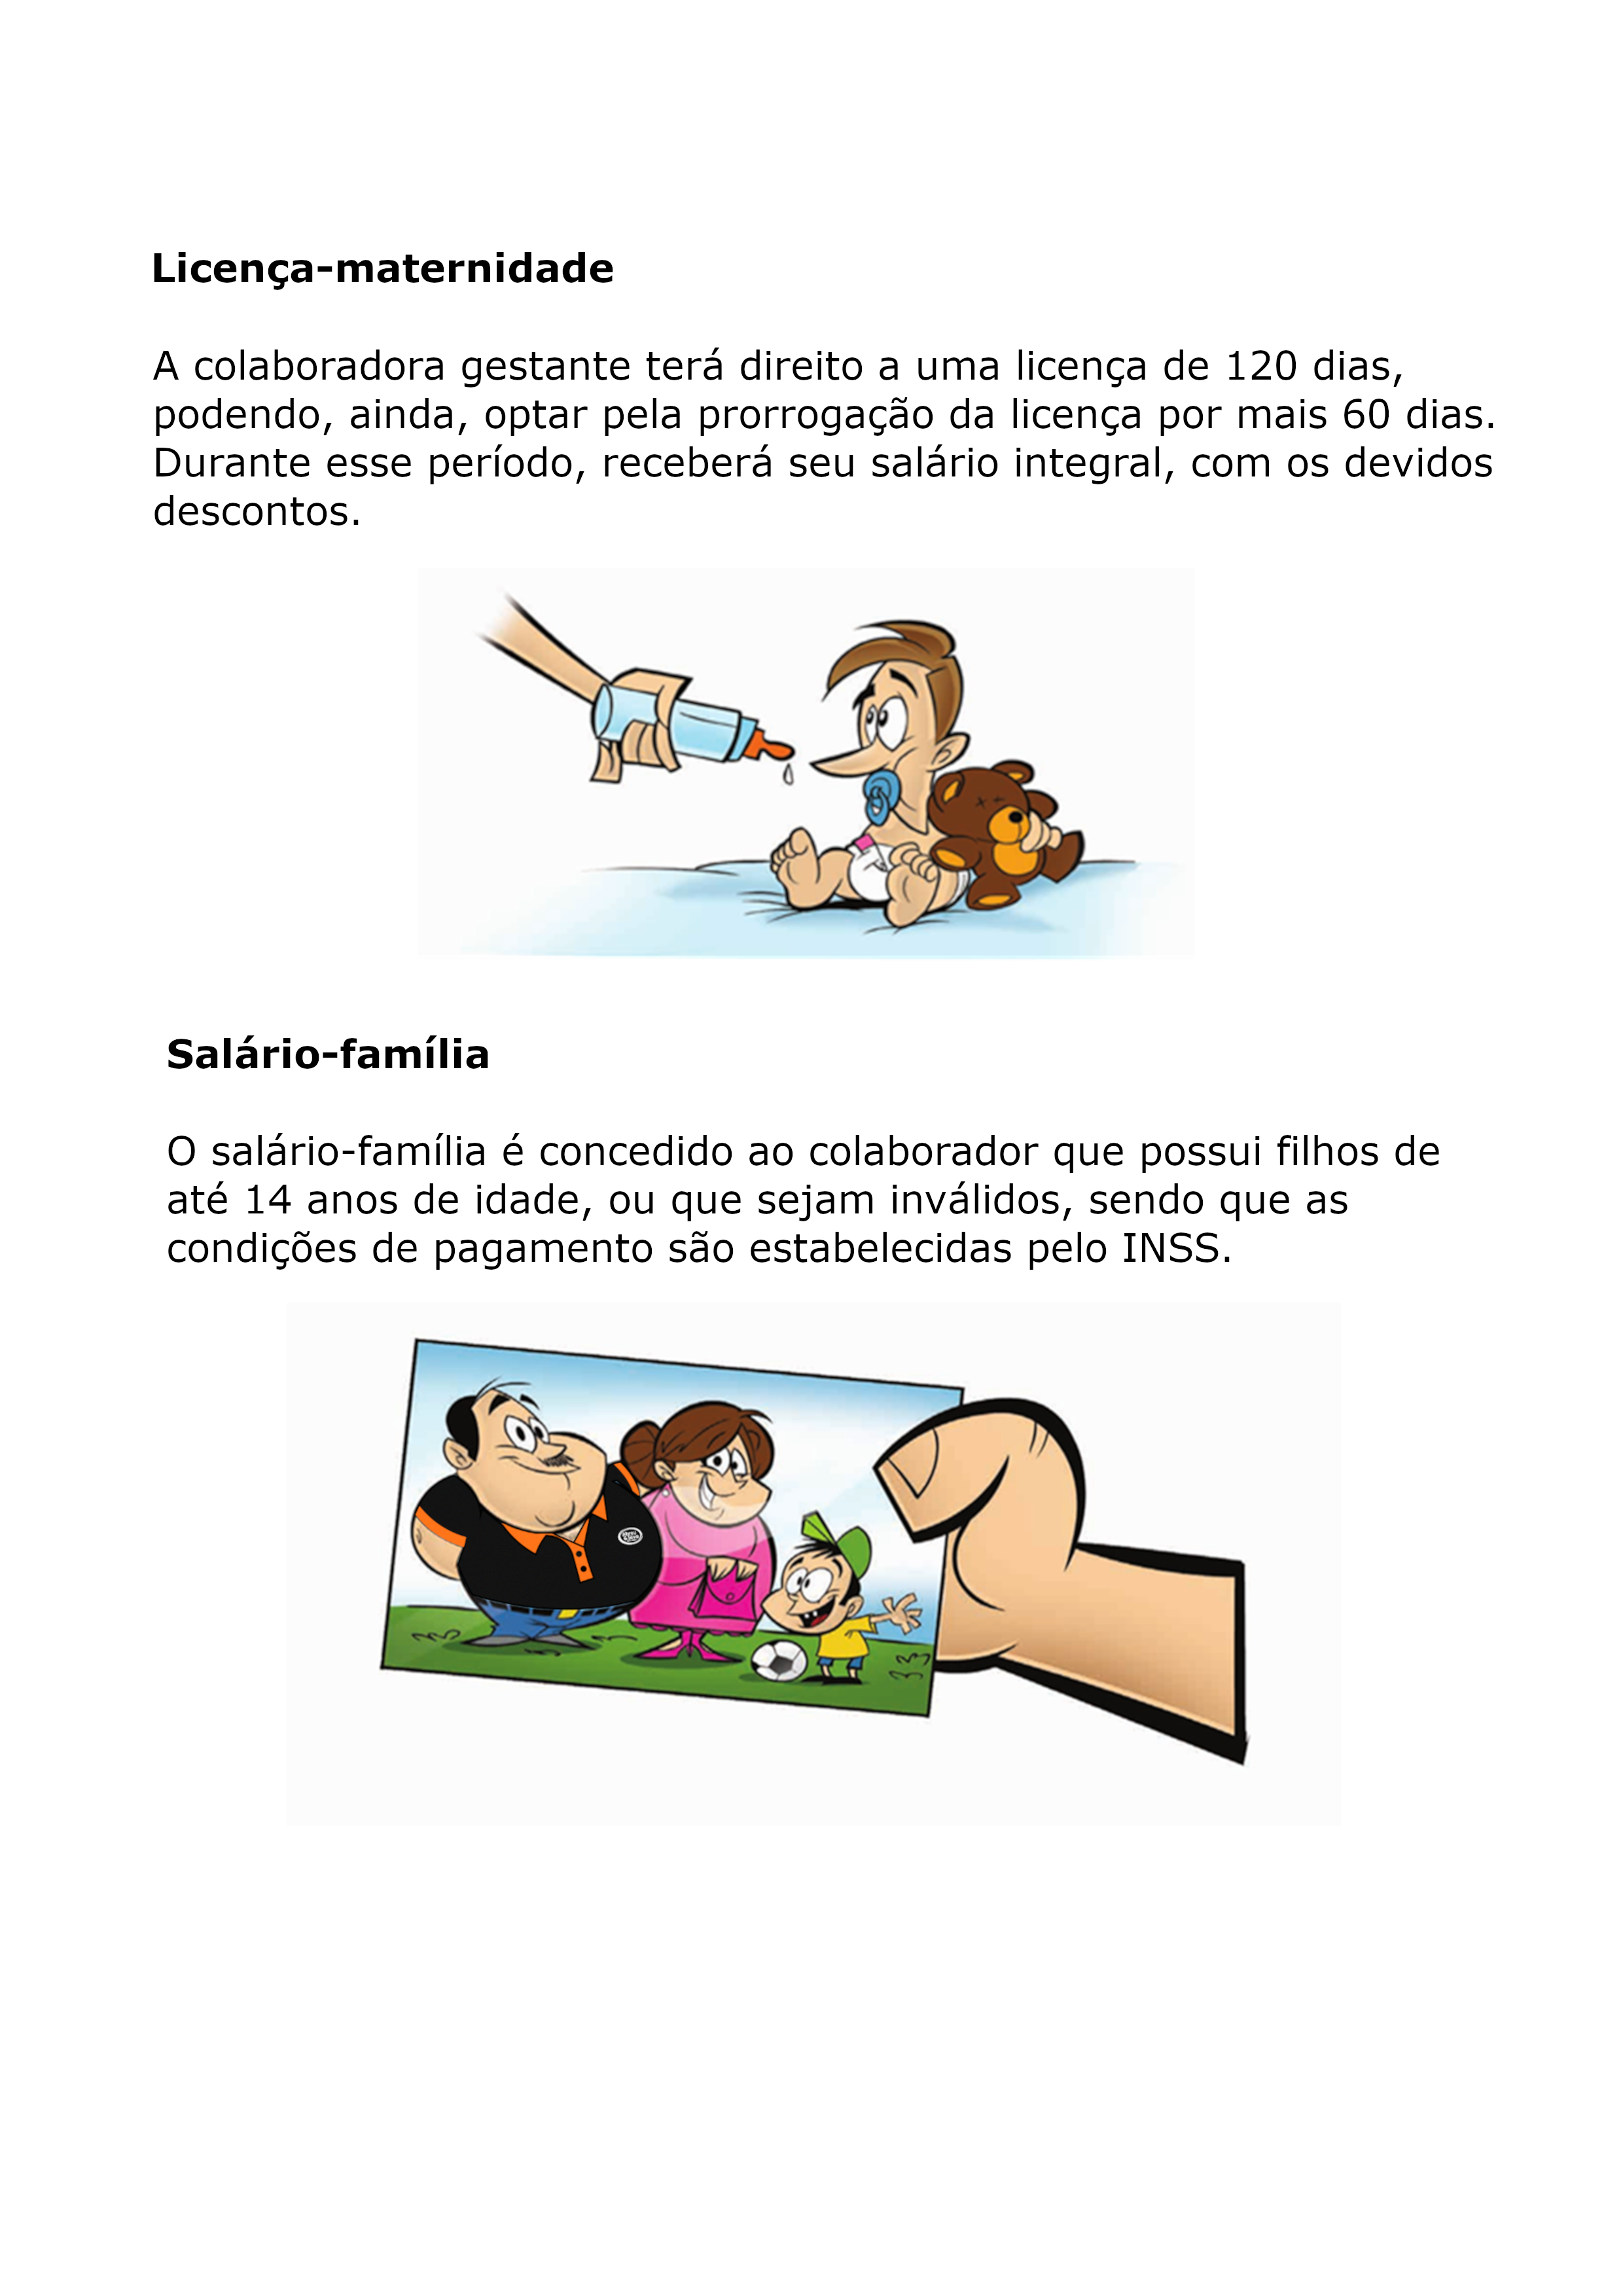 Licença-maternidade
A colaboradora gestante terá direito a uma licença de 120 dias,
podendo, ainda, optar pela prorrogação da licença por mais 60 dias.
Durante esse período, receberá seu salário integral, com os devidos
descontos.
Salário-família
O salário-família é concedido ao colaborador que possui filhos de
até 14 anos de idade, ou que sejam inválidos, sendo que as
condições de pagamento são estabelecidas pelo INSS.